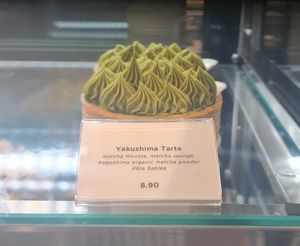 Yakushima Tarte
matcha mousse, matcha sponge,
Kagoshima organic matcha powder
Pâte Sablée
8.90